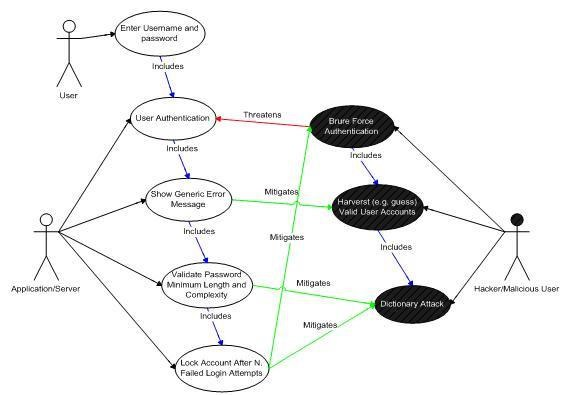 Enter Username and
password
User
Includes
User Authentication
Threatens
Brure Force
Authentication
Includes
Includes
Show Generic Error
Message
Mitigates
Harverst (e.g. guess)
Valid User Accounts
Includes
Mitigates
Includes
Application/Server
Hacker/Malicious User
Validate Password
Minimum Length and
Complexity
Mitigates
Dictionary Attack
Includes
Mitigates
Lock Account After N.
Failed Login Attempts